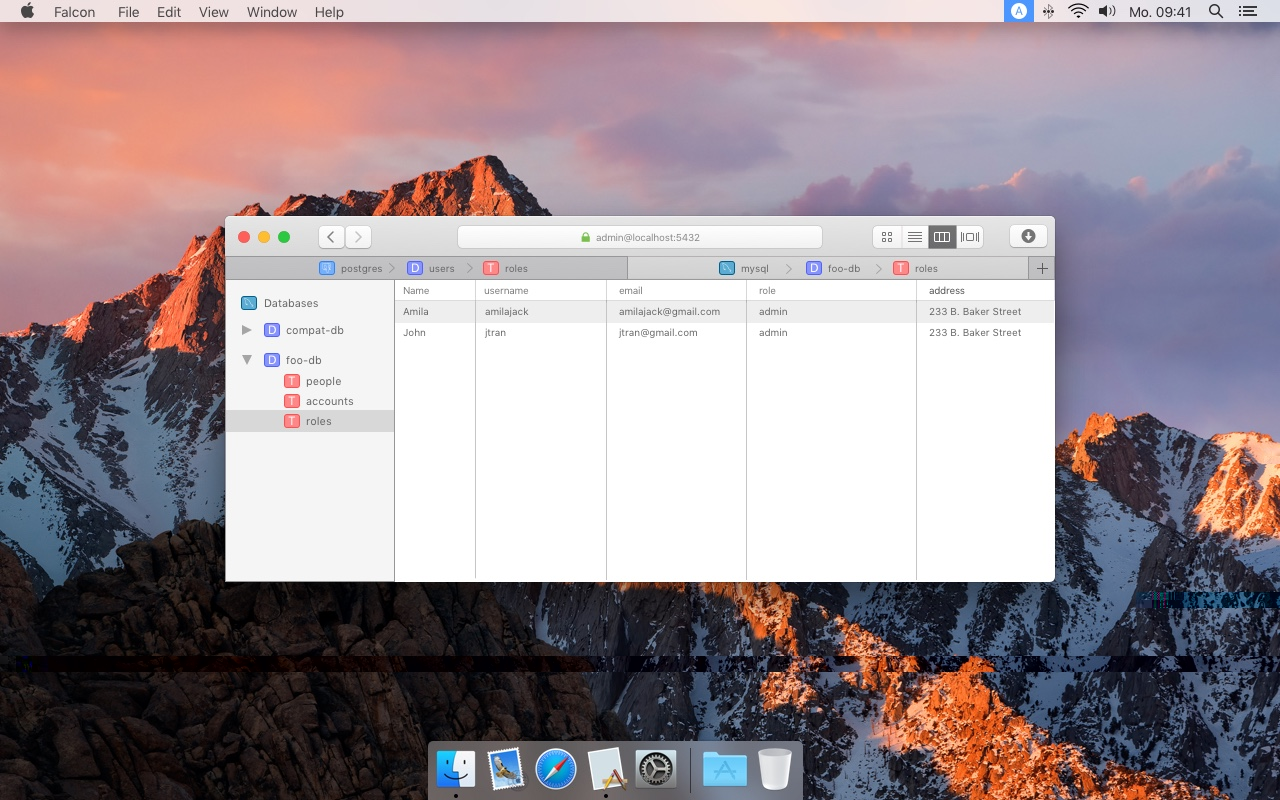 Falcon File Edit View Window Help A Mo. 09:41
admin@localhost:5432
postgres D users T roles mysql D foo-db T roles
Databases
D compat-db
D foo-db
T people
T accounts
T roles
Name username email role address
Amila amilajack amilajack@gmail.com admin 233 B. Baker Street
John jtran jtran@gmail.com admin 233 B. Baker Street